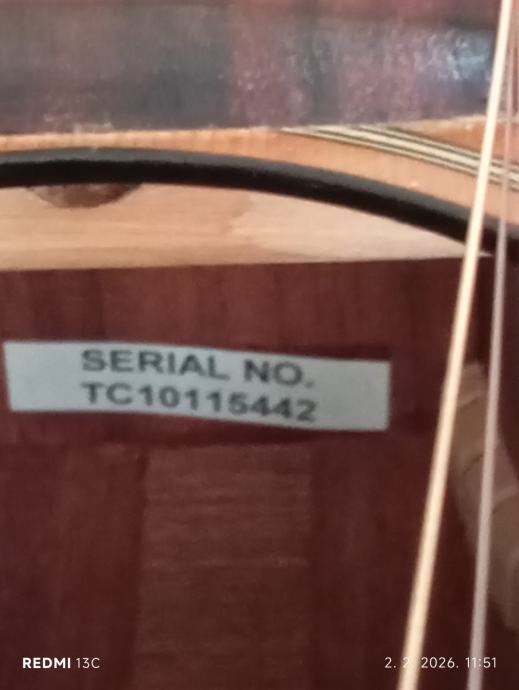 SERIAL NO.
TC10115442
REDMI 13C
2. 2. 2026. 11:51